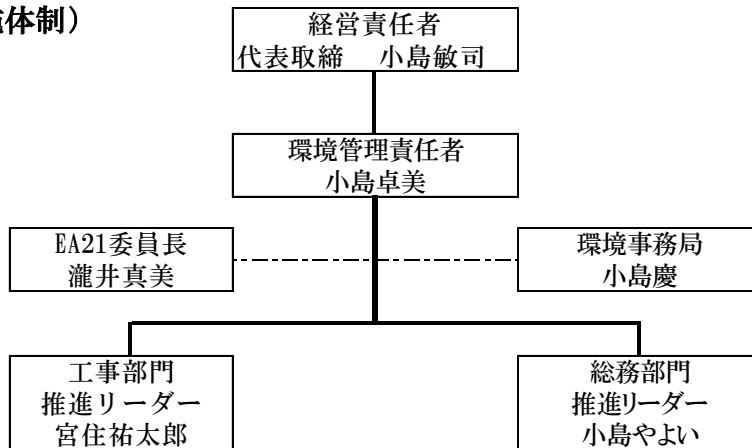 体制）
経営責任者
代表取締　小島敏司
環境管理責任者
小島卓美
EA21委員長
瀧井真美
環境事務局
小島慶
工事部門
推進リーダー
宮住祐太郎
総務部門
推進リーダー
小島やよい